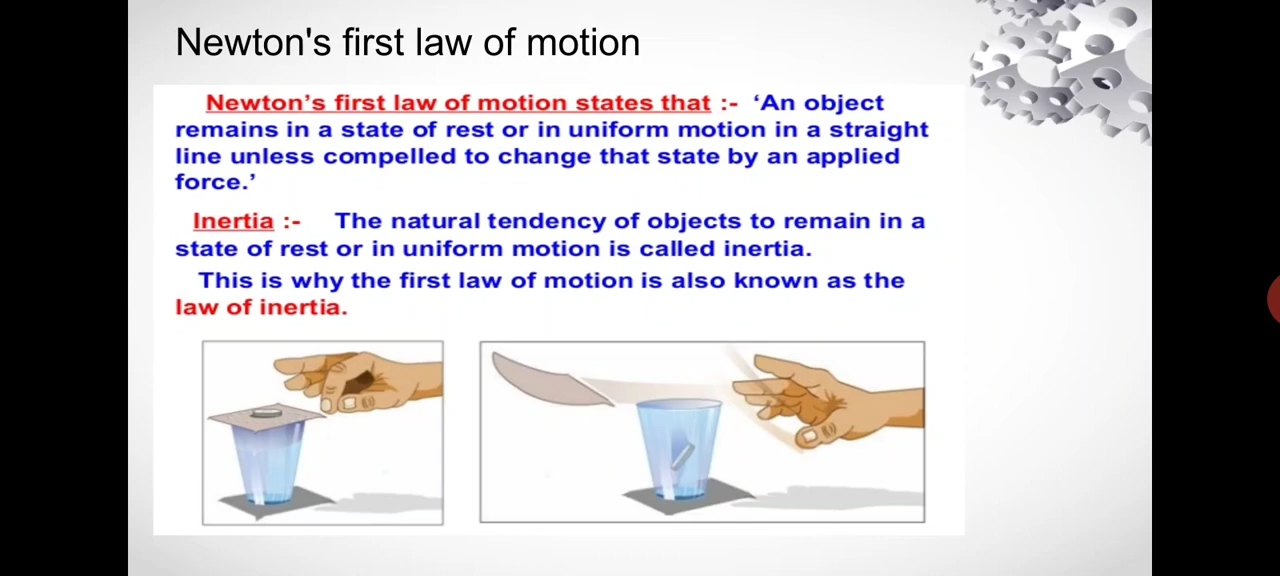 Newton's first law of motion
Newton's first law of motion states that :- ‘An object
remains in a state of rest or in uniform motion in a straight
line unless compelled to change that state by an applied
force.’
Inertia :- The natural tendency of objects to remain in a
state of rest or in uniform motion is called inertia.
This is why the first law of motion is also known as the
law of inertia.